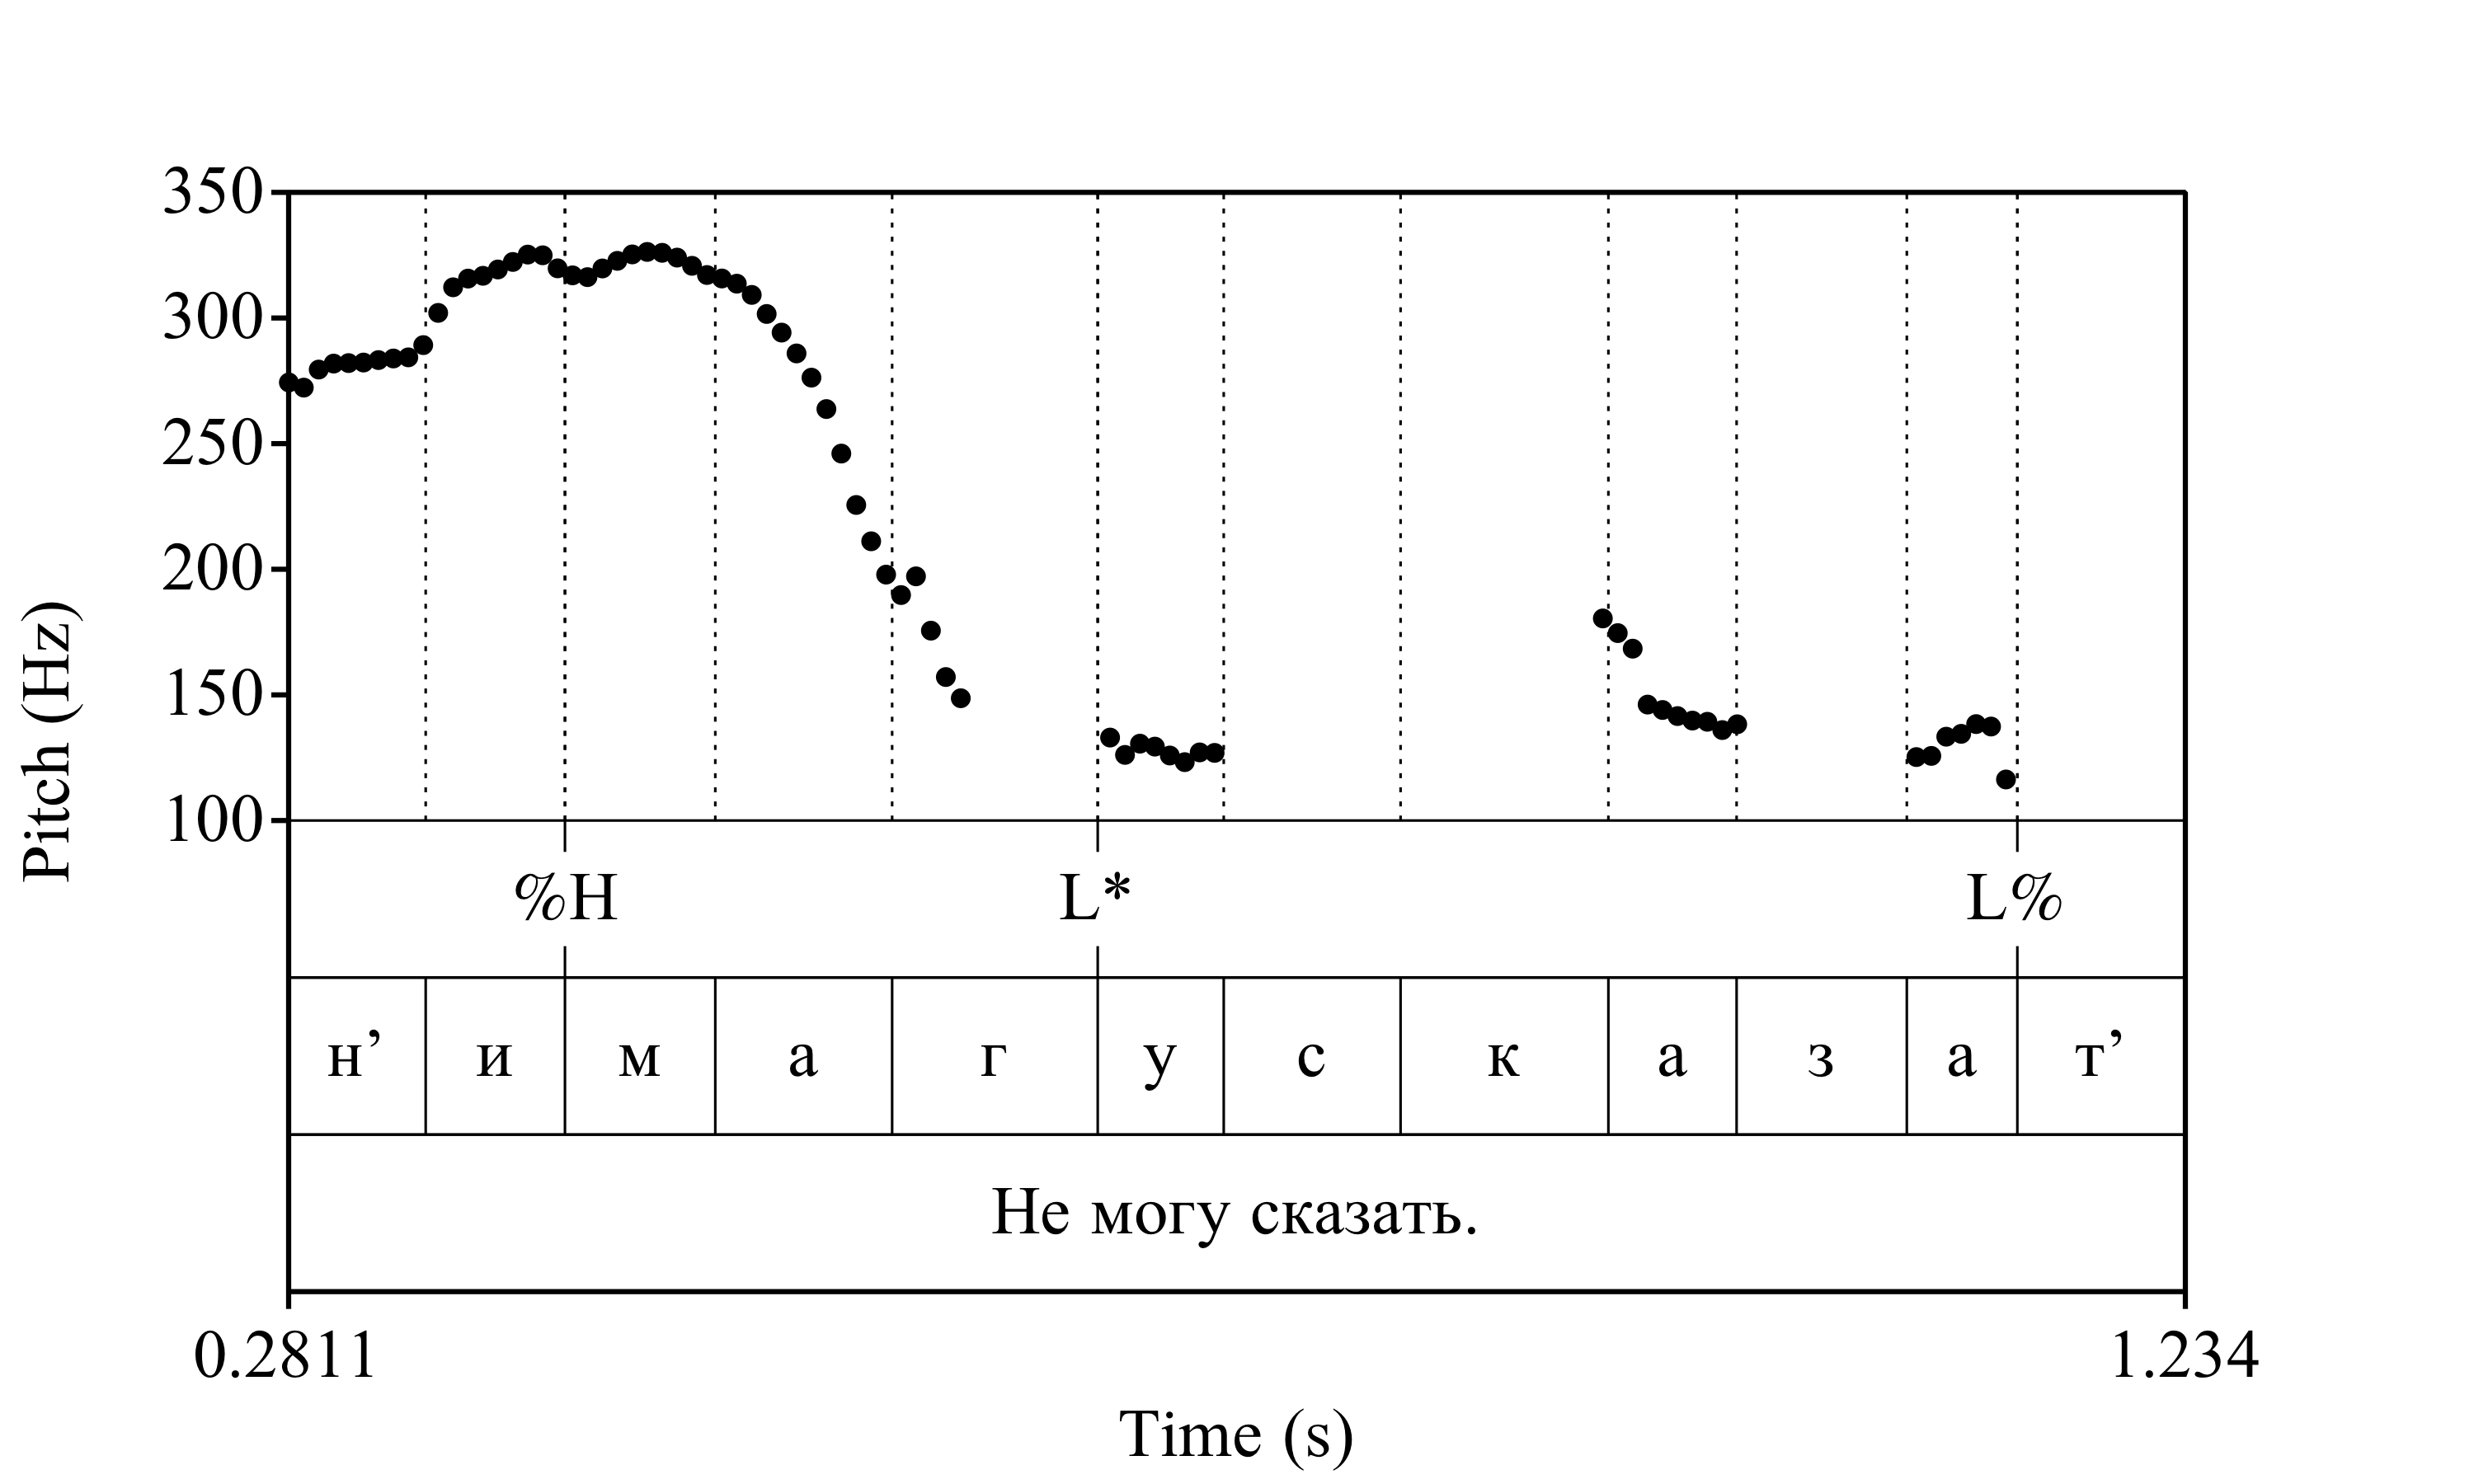 350
300
250
200
150
100
Pitch (Hz)
%H L* L%
н’ и м а г у с к а з а т’
Не могу сказать.
0.2811 1.234
Time (s)